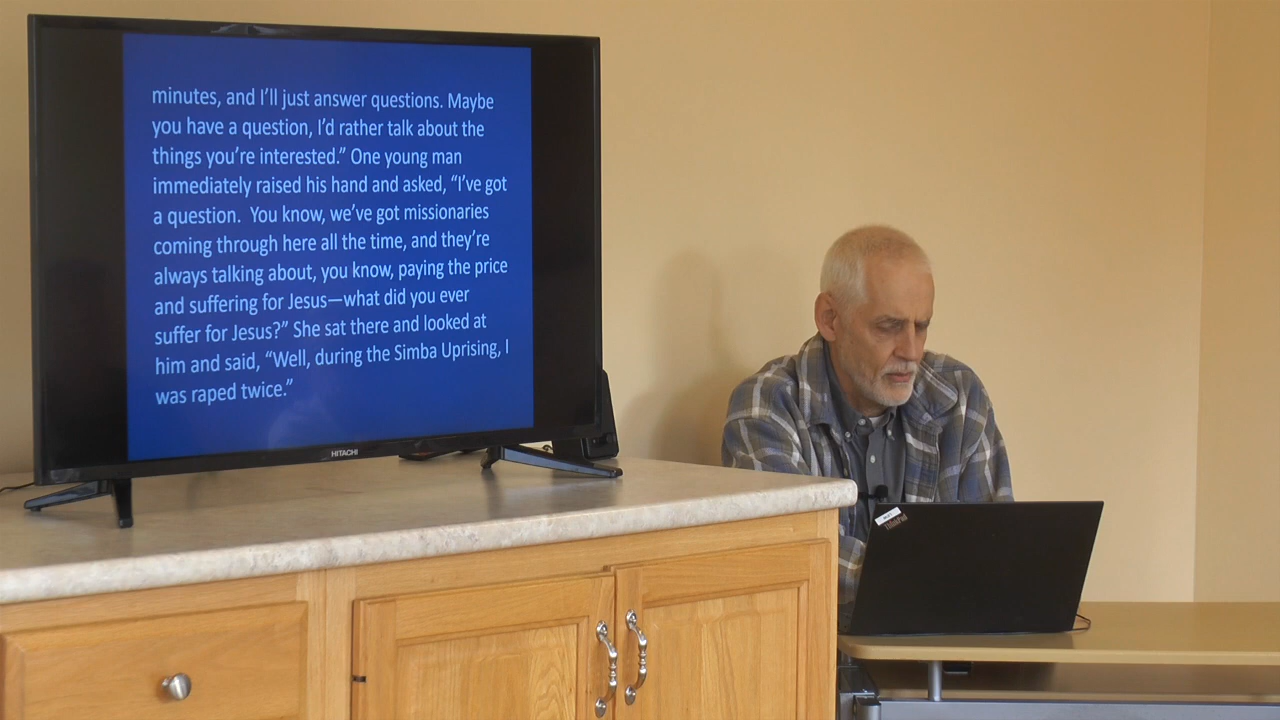 minutes, and I'll just answer questions. Maybe
you have a question, I'd rather talk about the
things you're interested.” One young man
immediately raised his hand and asked, “I've got
a question.  You know, we've got missionaries
coming through here all the time, and they're
always talking about, you know, paying the price
and suffering for Jesus—what did you ever
suffer for Jesus?” She sat there and looked at
him and said, “Well, during the Simba Uprising, I
was raped twice.”
HITACHI
ThinkPad